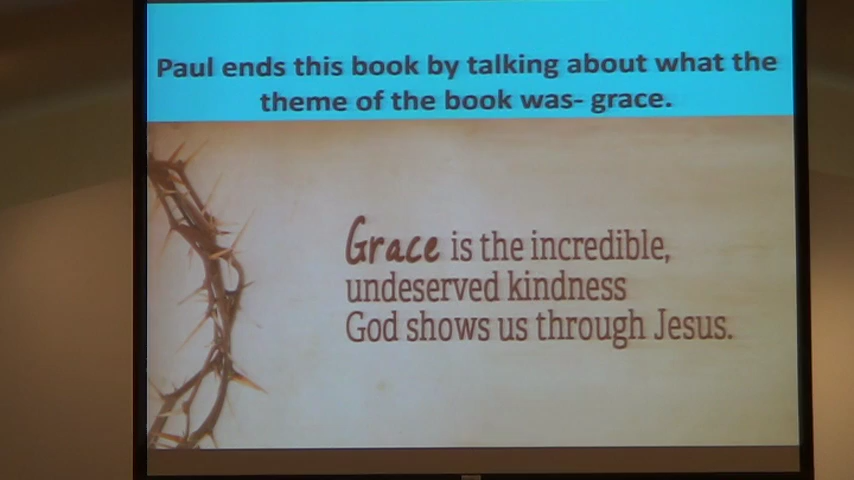 Paul ends this book by talking about what the
theme of the book was- grace.
Grace is the incredible,
undeserved kindness
God shows us through Jesus.